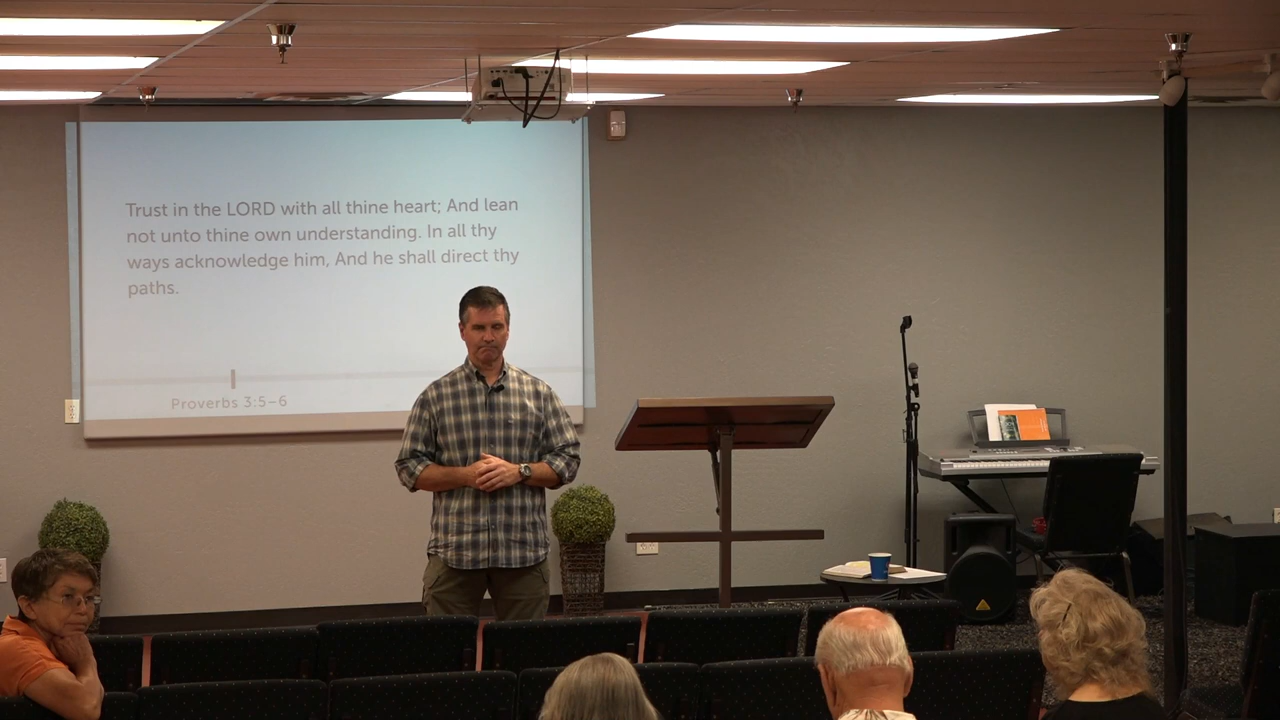 Trust in the LORD with all thine heart; And lean
not unto thine own understanding. In all thy
ways acknowledge him, And he shall direct thy
paths.
Proverbs 3:5–6